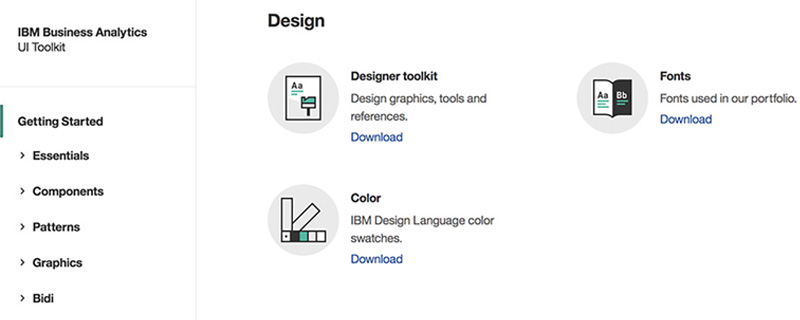 IBM Business Analytics
UI Toolkit
Getting Started
Essentials
Components
Patterns
Graphics
Bidi
Design
Aa
Designer toolkit
Design graphics, tools and
references.
Download
Aa Bb
Fonts
Fonts used in our portfolio.
Download
Color
IBM Design Language color
swatches.
Download